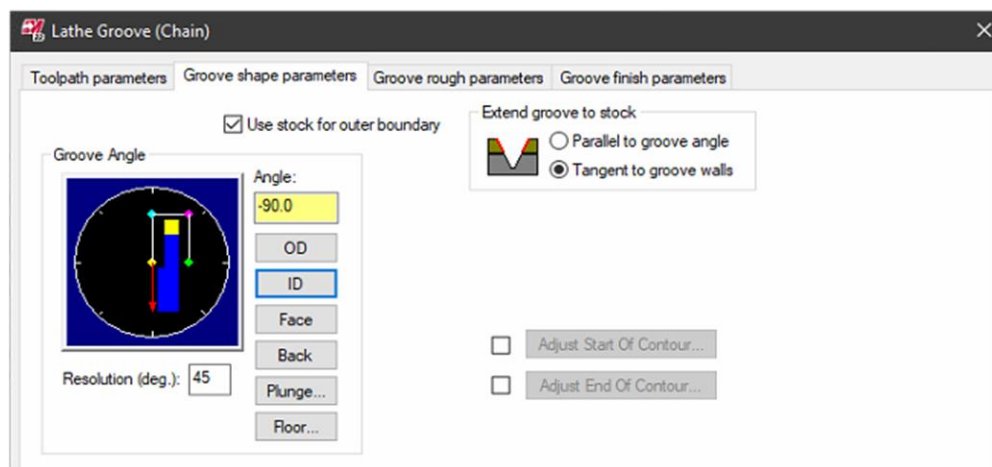 Lathe Groove (Chain)
Toolpath parameters Groove shape parameters Groove rough parameters Groove finish parameters
Use stock for outer boundary
Extend groove to stock
Parallel to groove angle
Tangent to groove walls
Groove Angle
Angle:
-90.0
OD
ID
Face
Back
Plunge...
Floor...
Resolution (deg.): 45
Adjust Start Of Contour...
Adjust End Of Contour...